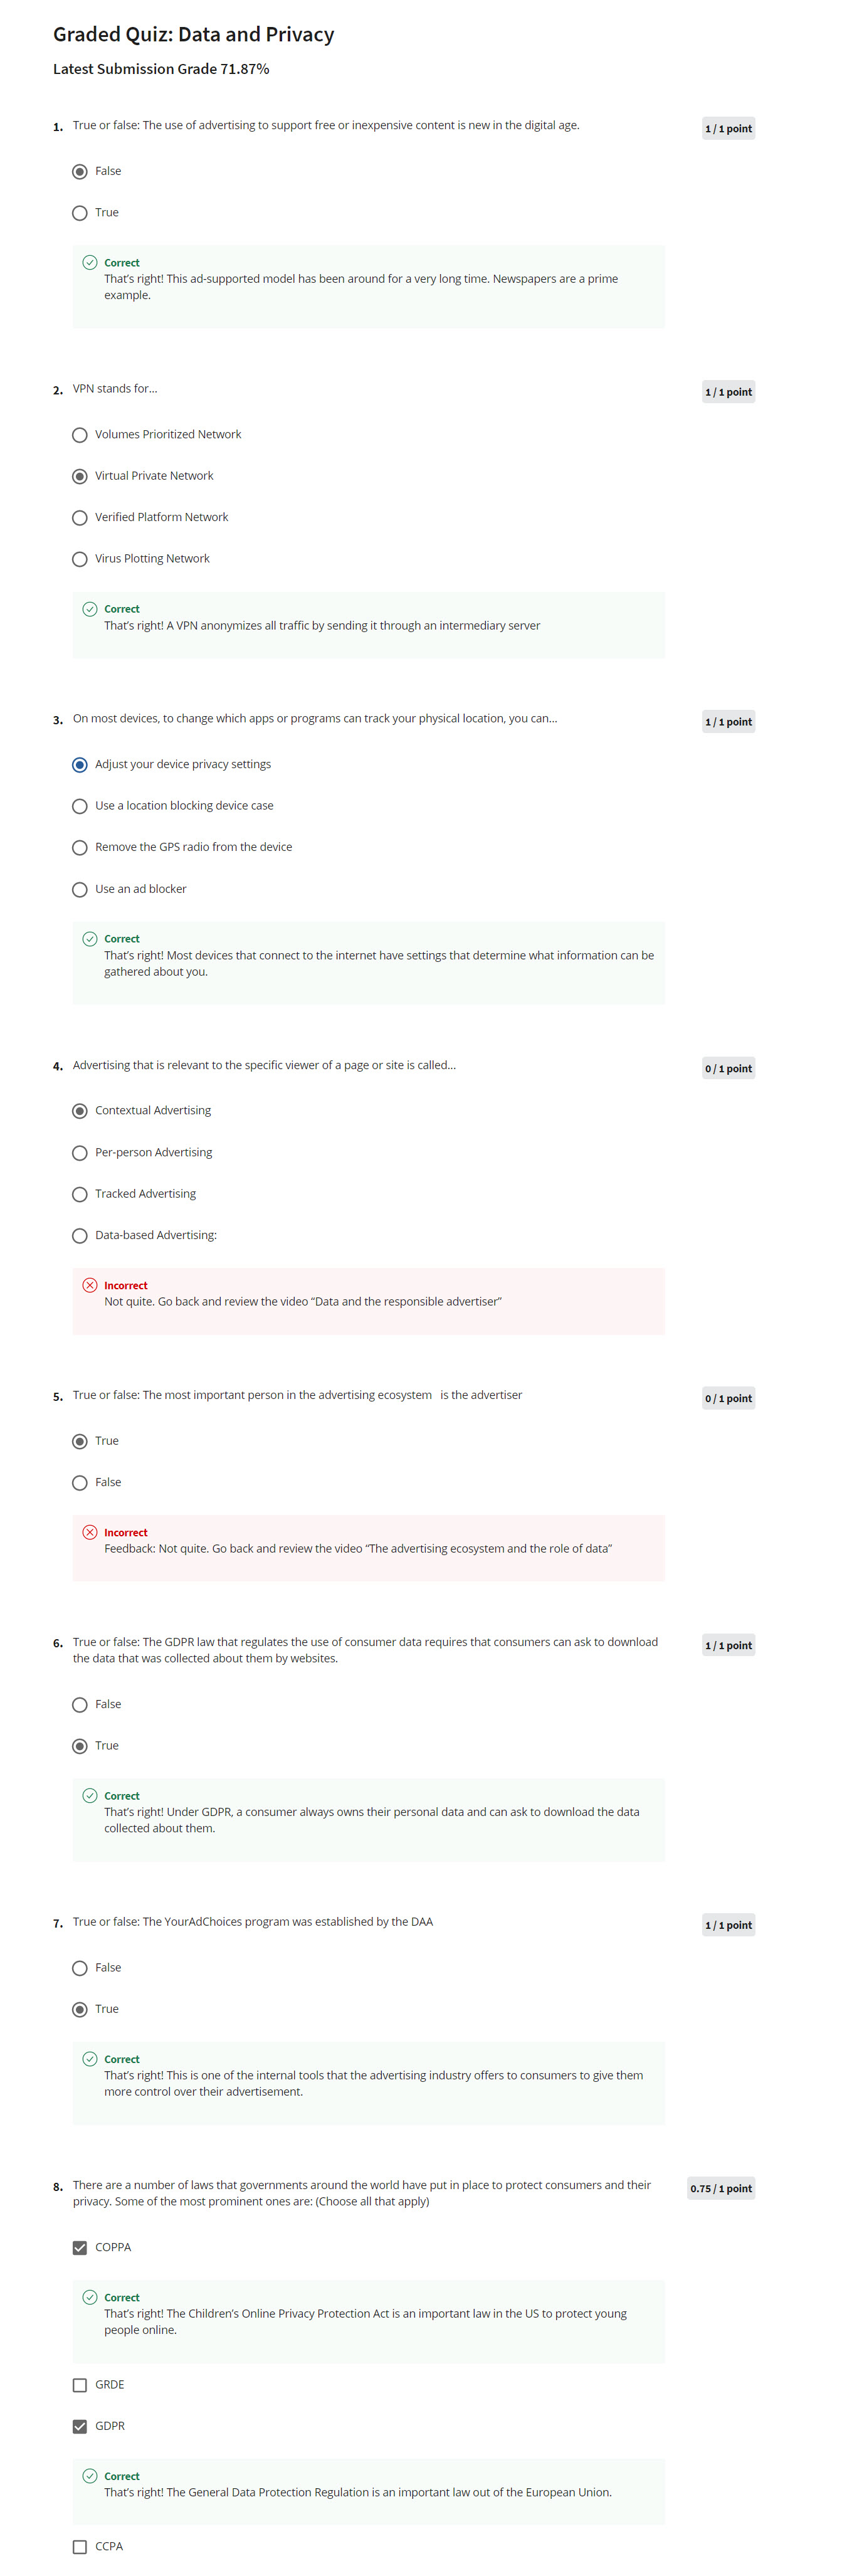 Graded Quiz: Data and Privacy
Latest Submission Grade 71.87%
1. True or false: The use of advertising to support free or inexpensive content is new in the digital age.
1 / 1 point
False
True
Correct
That's right! This ad-supported model has been around for a very long time. Newspapers are a prime
example.
2. VPN stands for...
1 / 1 point
Volumes Prioritized Network
Virtual Private Network
Verified Platform Network
Virus Plotting Network
Correct
That's right! A VPN anonymizes all traffic by sending it through an intermediary server
3. On most devices, to change which apps or programs can track your physical location, you can...
1 / 1 point
Adjust your device privacy settings
Use a location blocking device case
Remove the GPS radio from the device
Use an ad blocker
Correct
That's right! Most devices that connect to the internet have settings that determine what information can be
gathered about you.
4. Advertising that is relevant to the specific viewer of a page or site is called...
0 / 1 point
Contextual Advertising
Per-person Advertising
Tracked Advertising
Data-based Advertising:
Incorrect
Not quite. Go back and review the video “Data and the responsible advertiser”
5. True or false: The most important person in the advertising ecosystem is the advertiser
0 / 1 point
True
False
Incorrect
Feedback: Not quite. Go back and review the video “The advertising ecosystem and the role of data”
6. True or false: The GDPR law that regulates the use of consumer data requires that consumers can ask to download
the data that was collected about them by websites.
1 / 1 point
False
True
Correct
That's right! Under GDPR, a consumer always owns their personal data and can ask to download the data
collected about them.
7. True or false: The YourAdChoices program was established by the DAA
1 / 1 point
False
True
Correct
That's right! This is one of the internal tools that the advertising industry offers to consumers to give them
more control over their advertisement.
8. There are a number of laws that governments around the world have put in place to protect consumers and their
privacy. Some of the most prominent ones are: (Choose all that apply)
0.75 / 1 point
COPPA
Correct
That's right! The Children's Online Privacy Protection Act is an important law in the US to protect young
people online.
GRDE
GDPR
Correct
That's right! The General Data Protection Regulation is an important law out of the European Union.
CCPA